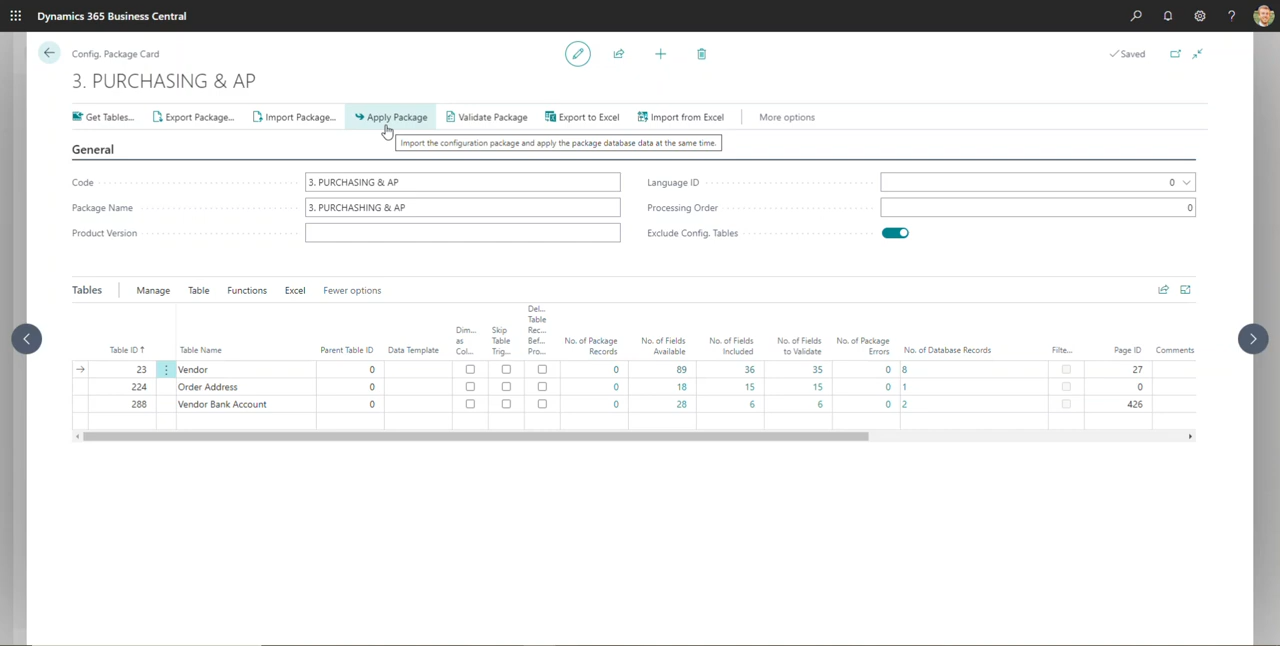 Dynamics 365 Business Central
?
Config. Package Card
Saved
3. PURCHASING & AP
Get Tables...
Export Package...
Import Package...
Apply Package
Validate Package
Export to Excel
Import from Excel
More options
Import the configuration package and apply the package database data at the same time.
General
Code
3. PURCHASING & AP
Language ID
0
Package Name
3. PURCHASHING & AP
Processing Order
0
Product Version
Exclude Config. Tables
Tables
Manage
Table
Functions
Excel
Fewer options
Table ID ↑
Table Name
Parent Table ID
Data Template
Dim... as Col...
Skip Table Trig...
Del... Table Rec... Bef... Pro...
No. of Package Records
No. of Fields Available
No. of Fields Included
No. of Fields to Validate
No. of Package Errors
No. of Database Records
Filte...
Page ID
Comments
→ 23 Vendor 0 0 89 36 35 0 8 27
224 Order Address 0 0 18 15 15 0 1 0
288 Vendor Bank Account 0 0 28 6 6 0 2 426